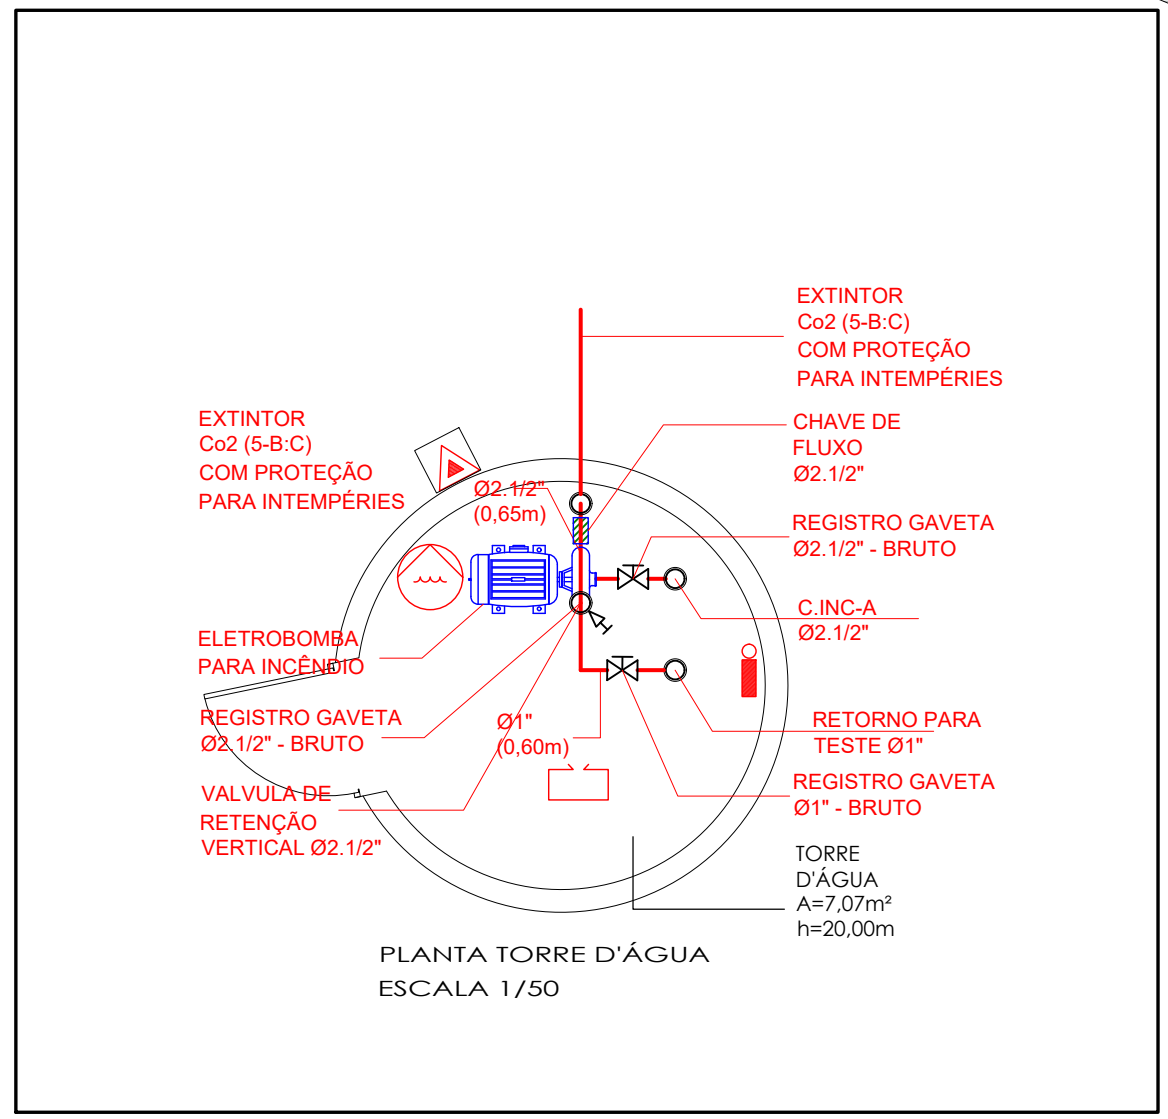 EXTINTOR
Co2 (5-B:C)
COM PROTEÇÃO
PARA INTEMPÉRIES
EXTINTOR
Co2 (5-B:C)
COM PROTEÇÃO
PARA INTEMPÉRIES
CHAVE DE
FLUXO
Ø2.1/2"
Ø2.1/2"
(0,65m)
REGISTRO GAVETA
Ø2.1/2" - BRUTO
C.INC-A
Ø2.1/2"
ELETROBOMBA
PARA INCÊNDIO
REGISTRO GAVETA
Ø2.1/2" - BRUTO
Ø1"
(0,60m)
RETORNO PARA
TESTE Ø1"
VALVULA DE
RETENÇÃO
VERTICAL Ø2.1/2"
REGISTRO GAVETA
Ø1" - BRUTO
TORRE
D'ÁGUA
A=7,07m²
h=20,00m
PLANTA TORRE D'ÁGUA
ESCALA 1/50